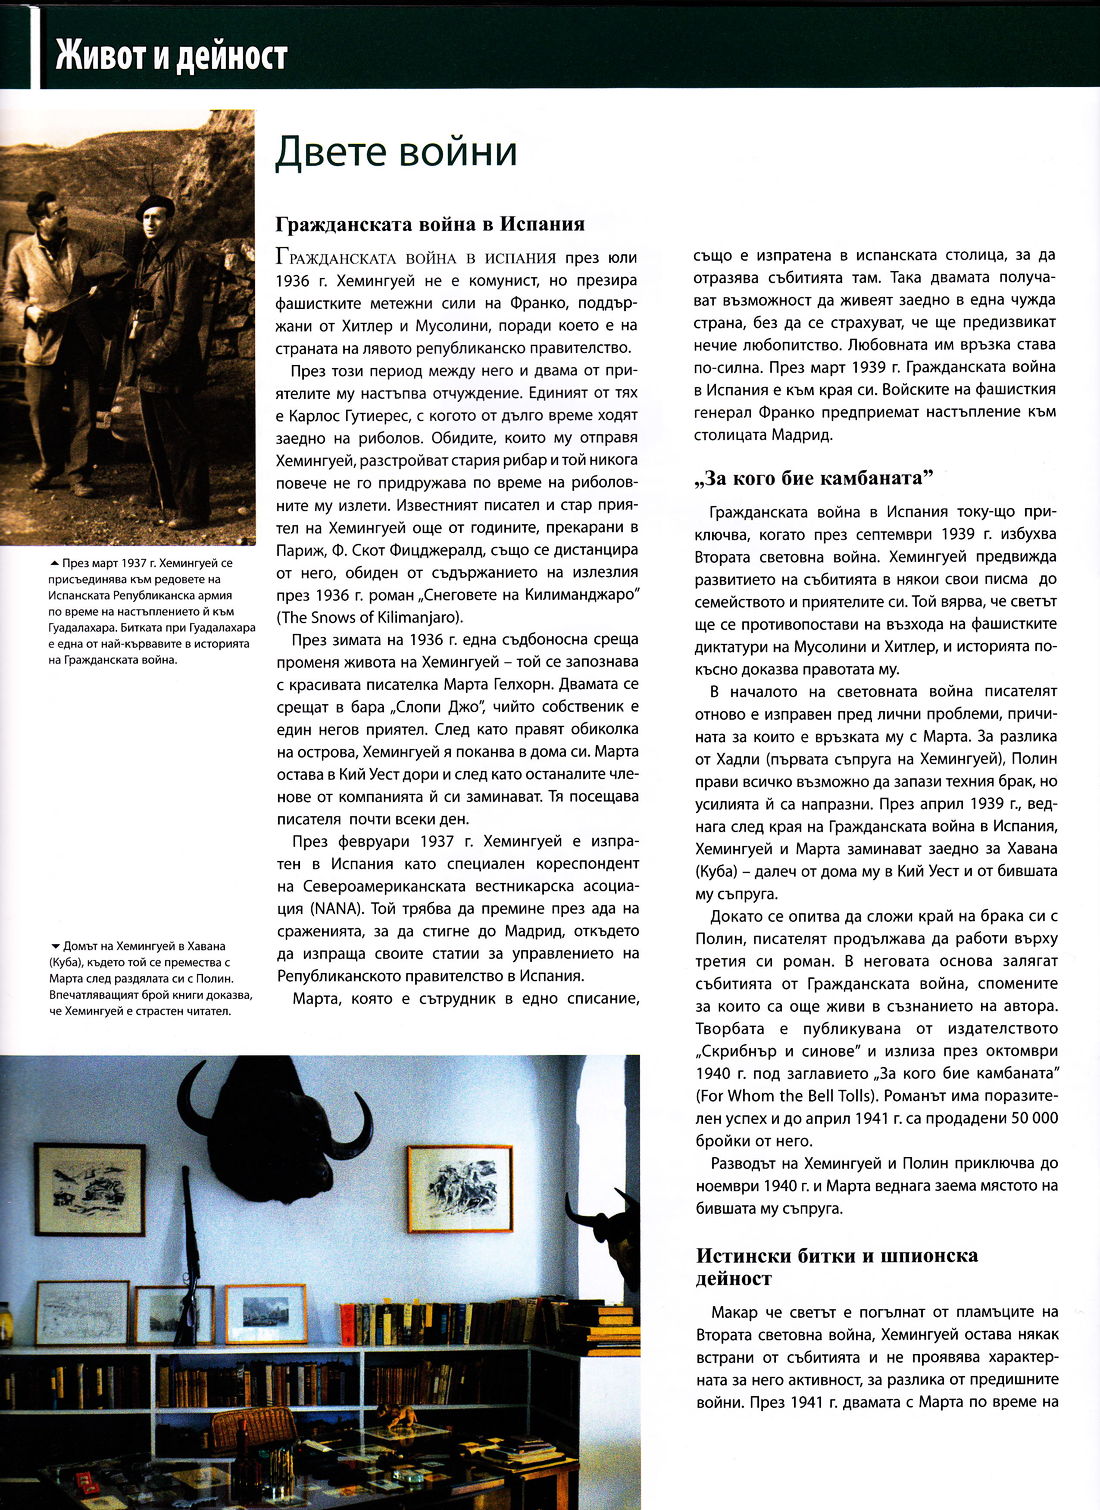 Живот и дейност
Двете войни
Гражданската война в Испания
Гражданската война в Испания през юли
1936 г. Хемингуей не е комунист, но презира
фашистките метежни сили на Франко, поддър-
жани от Хитлер и Мусолини, поради което е на
страната на лявото републиканско правителство.
През този период между него и двама от при-
ятелите му настъпва отчуждение. Единият от тях
е Карлос Гутиерес, с когото от дълго време ходят
заедно на риболов. Обидите, които му отправя
Хемингуей, разстройват стария рибар и той никога
повече не го придружава по време на риболов-
ните му излети. Известният писател и стар прия-
тел на Хемингуей още от годините, прекарани в
Париж, Ф. Скот Фицджералд, също се дистанцира
от него, обиден от съдържанието на излезлия
през 1936 г. роман „Снеговете на Килиманджаро”
(The Snows of Kilimanjaro).
През зимата на 1936 г. една съдбоносна среща
променя живота на Хемингуей – той се запознава
с красивата писателка Марта Гелхорн. Двамата се
срещат в бара „Слопи Джо”, чийто собственик е
един негов приятел. След като правят обиколка
на острова, Хемингуей я поканва в дома си. Марта
остава в Кий Уест дори и след като останалите чле-
нове от компанията й си заминават. Тя посещава
писателя почти всеки ден.
През февруари 1937 г. Хемингуей е изпра-
тен в Испания като специален кореспондент
на Североамериканската вестникарска асоциа-
ция (NANA). Той трябва да премине през ада на
сраженията, за да стигне до Мадрид, откъдето
да изпраща своите статии за управлението на
Републиканското правителство в Испания.
Марта, която е сътрудник в едно списание,
също е изпратена в испанската столица, за да
отразява събитията там. Така двамата получа-
ват възможност да живеят заедно в една чужда
страна, без да се страхуват, че ще предизвикат
нечие любопитство. Любовната им връзка става
по-силна. През март 1939 г. Гражданската война
в Испания е към края си. Войските на фашисткия
генерал Франко предприемат настъпление към
столицата Мадрид.
„За кого бие камбаната”
Гражданската война в Испания току-що при-
ключва, когато през септември 1939 г. избухва
Втората световна война. Хемингуей предвижда
развитието на събитията в някои свои писма до
семейството и приятелите си. Той вярва, че светът
ще се противопостави на възхода на фашистките
диктатури на Мусолини и Хитлер, и историята по-
късно доказва правотата му.
В началото на световната война писателят
отново е изправен пред лични проблеми, причи-
ната за които е връзката му с Марта. За разлика
от Хадли (първата съпруга на Хемингуей), Полин
прави всичко възможно да запази техния брак, но
усилията й са напразни. През април 1939 г., вед-
нага след края на Гражданската война в Испания,
Хемингуей и Марта заминават заедно за Хавана
(Куба) – далеч от дома му в Кий Уест и от бившата
му съпруга.
Докато се опитва да сложи край на брака си с
Полин, писателят продължава да работи върху
третия си роман. В неговата основа залягат
събитията от Гражданската война, спомените
за които са още живи в съзнанието на автора.
Творбата е публикувана от издателството
„Скрибнър и синове” и излиза през октомври
1940 г. под заглавието „За кого бие камбаната”
(For Whom the Bell Tolls). Романът има поразите-
лен успех и до април 1941 г. са продадени 50 000
бройки от него.
Разводът на Хемингуей и Полин приключва до
ноември 1940 г. и Марта веднага заема мястото на
бившата му съпруга.
Истински битки и шпионска
дейност
Макар че светът е погълнат от пламъците на
Втората световна война, Хемингуей остава някак
встрани от събитията и не проявява характер-
ната за него активност, за разлика от предишните
войни. През 1941 г. двамата с Марта по време на
През март 1937 г. Хемингуей се
присъединява към редовете на
Испанската Републиканска армия
по време на настъплението й към
Гуадалахара. Битката при Гуадалахара
е една от най-кървавите в историята
на Гражданската война.
Домът на Хемингуей в Хавана
(Куба), където той се премества с
Марта след раздялата си с Полин.
Впечатляващият брой книги доказва,
че Хемингуей е страстен читател.